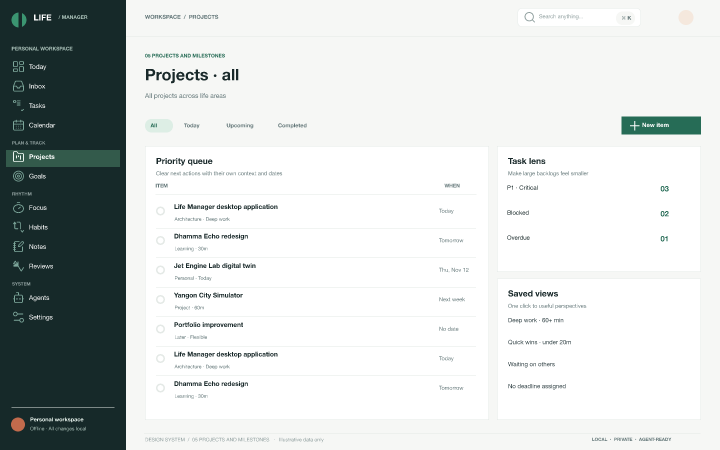 LIFE / MANAGER
PERSONAL WORKSPACE
Today
Inbox
Tasks
Calendar
PLAN & TRACK
Projects
Goals
RHYTHM
Focus
Habits
Notes
Reviews
SYSTEM
Agents
Settings
Personal workspace
Offline · All changes local
WORKSPACE / PROJECTS
Search anything...
⌘ K
05 PROJECTS AND MILESTONES
Projects · all
All projects across life areas
All
Today
Upcoming
Completed
New item
Priority queue
Clear next actions with their own context and dates
ITEM WHEN
Life Manager desktop application
Architecture · Deep work
Today
Dhamma Echo redesign
Learning · 30m
Tomorrow
Jet Engine Lab digital twin
Personal · Today
Thu, Nov 12
Yangon City Simulator
Project · 60m
Next week
Portfolio improvement
Later · Flexible
No date
Life Manager desktop application
Architecture · Deep work
Today
Dhamma Echo redesign
Learning · 30m
Tomorrow
Task lens
Make large backlogs feel smaller
P1 · Critical 03
Blocked 02
Overdue 01
Saved views
One click to useful perspectives
Deep work · 60+ min
Quick wins · under 20m
Waiting on others
No deadline assigned
DESIGN SYSTEM / 05 PROJECTS AND MILESTONES · Illustrative data only
LOCAL · PRIVATE · AGENT-READY